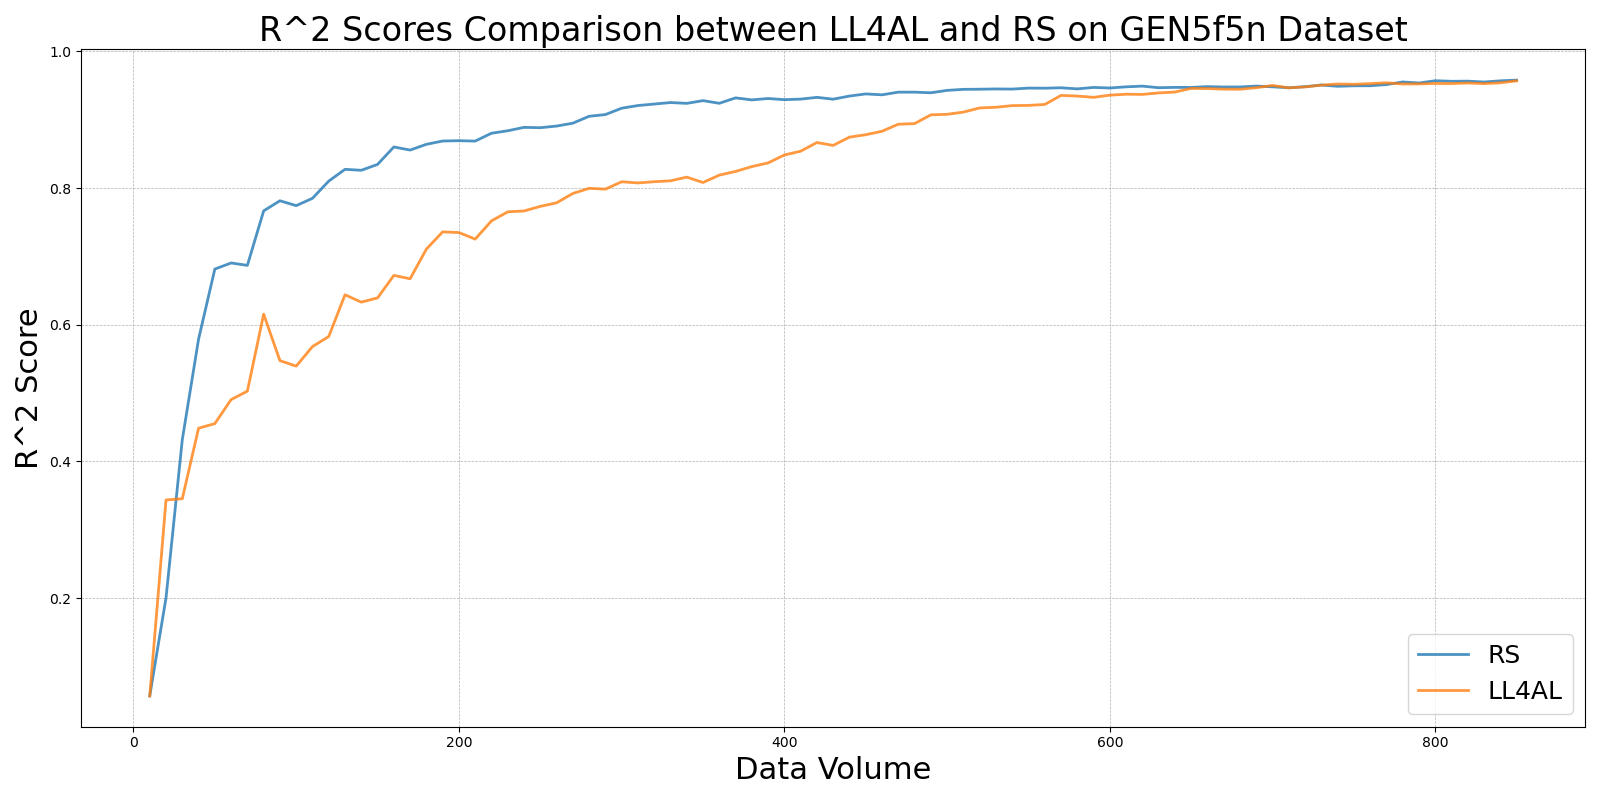 R^2 Scores Comparison between LL4AL and RS on GEN5f5n Dataset
R^2 Score
1.0
0.8
0.6
0.4
0.2
0
200
400
600
800
Data Volume
RS
LL4AL